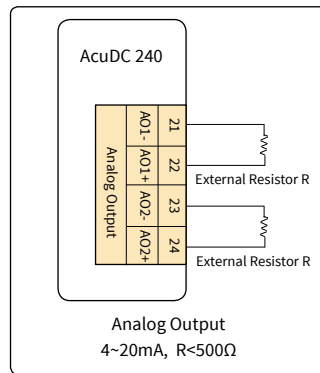 AcuDC 240
Analog Output
AO1-
21
AO1+
22
AO2-
23
AO2+
24
External Resistor R
External Resistor R
Analog Output
4~20mA, R<500Ω